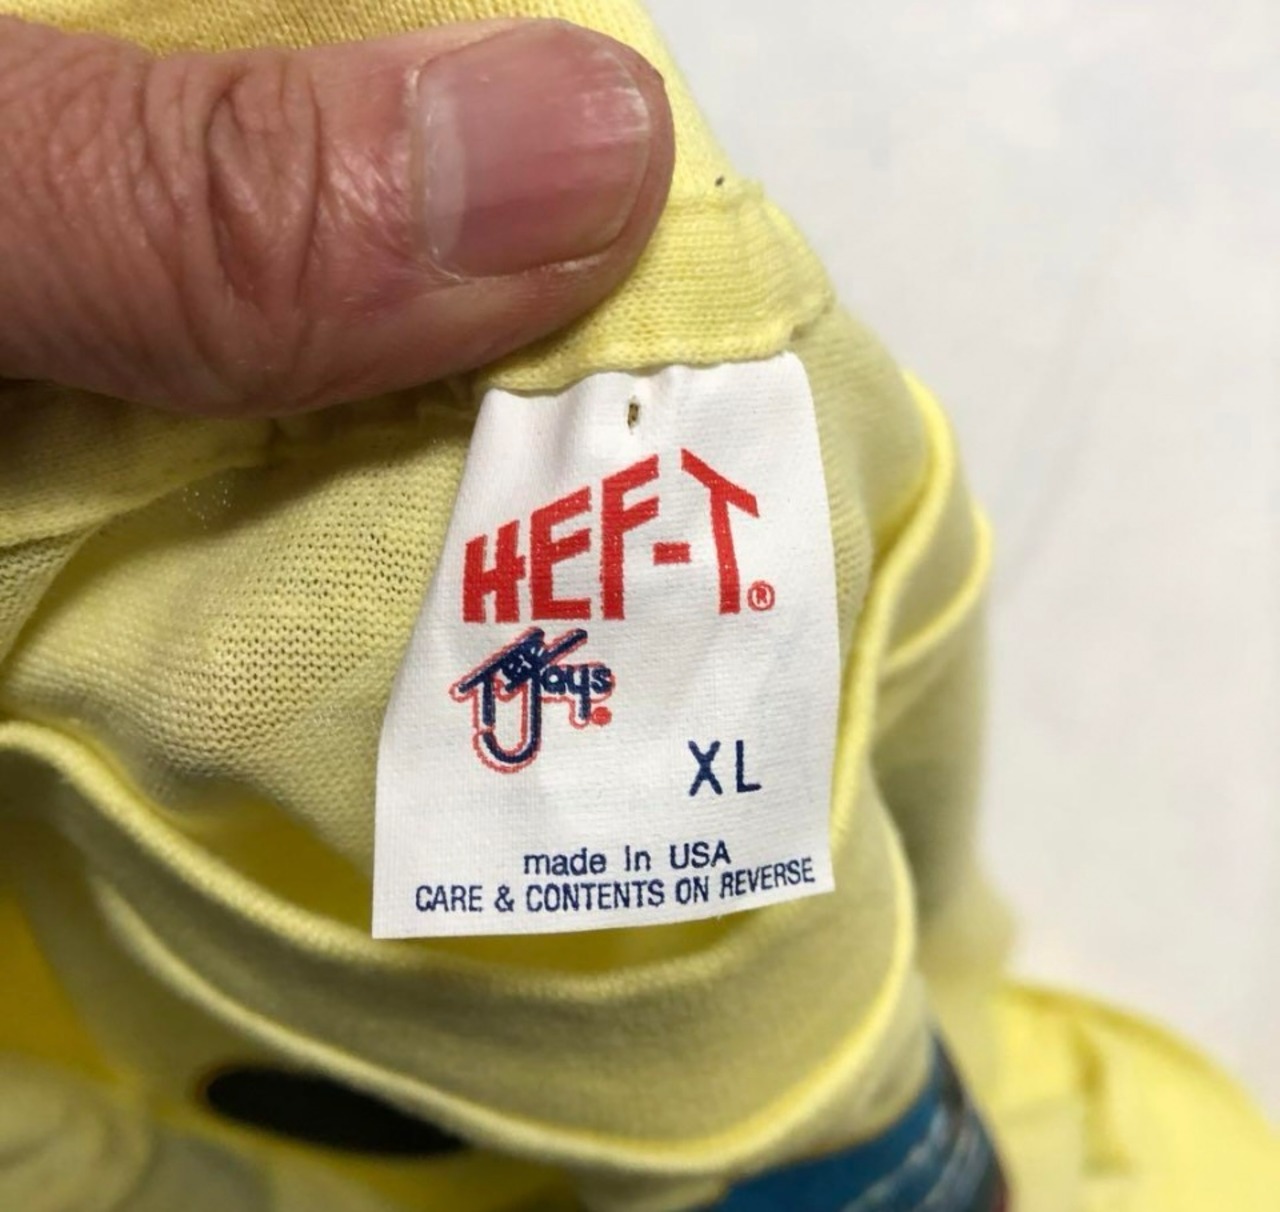 HEF-T®
Tee Jays
XL
made in USA
CARE & CONTENTS ON REVERSE